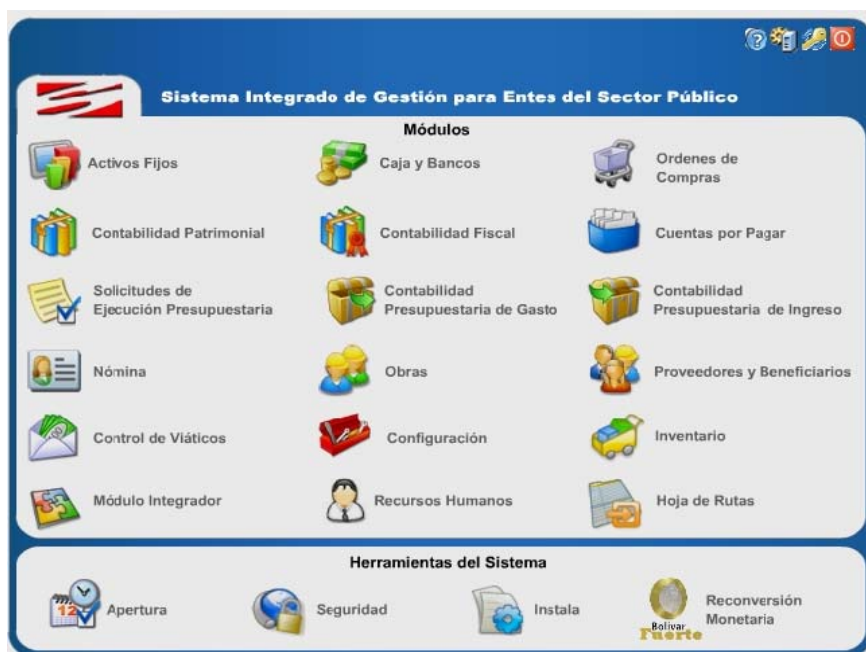 Sistema Integrado de Gestión para Entes del Sector Público
Módulos
Activos Fijos
Caja y Bancos
Ordenes de
Compras
Contabilidad Patrimonial
Contabilidad Fiscal
Cuentas por Pagar
Solicitudes de
Ejecución Presupuestaria
Contabilidad
Presupuestaria de Gasto
Contabilidad
Presupuestaria de Ingreso
Nómina
Obras
Proveedores y Beneficiarios
Control de Viáticos
Configuración
Inventario
Módulo Integrador
Recursos Humanos
Hoja de Rutas
Herramientas del Sistema
12
Apertura
Seguridad
Instala
Bolívar
Fuerte
Reconversión
Monetaria